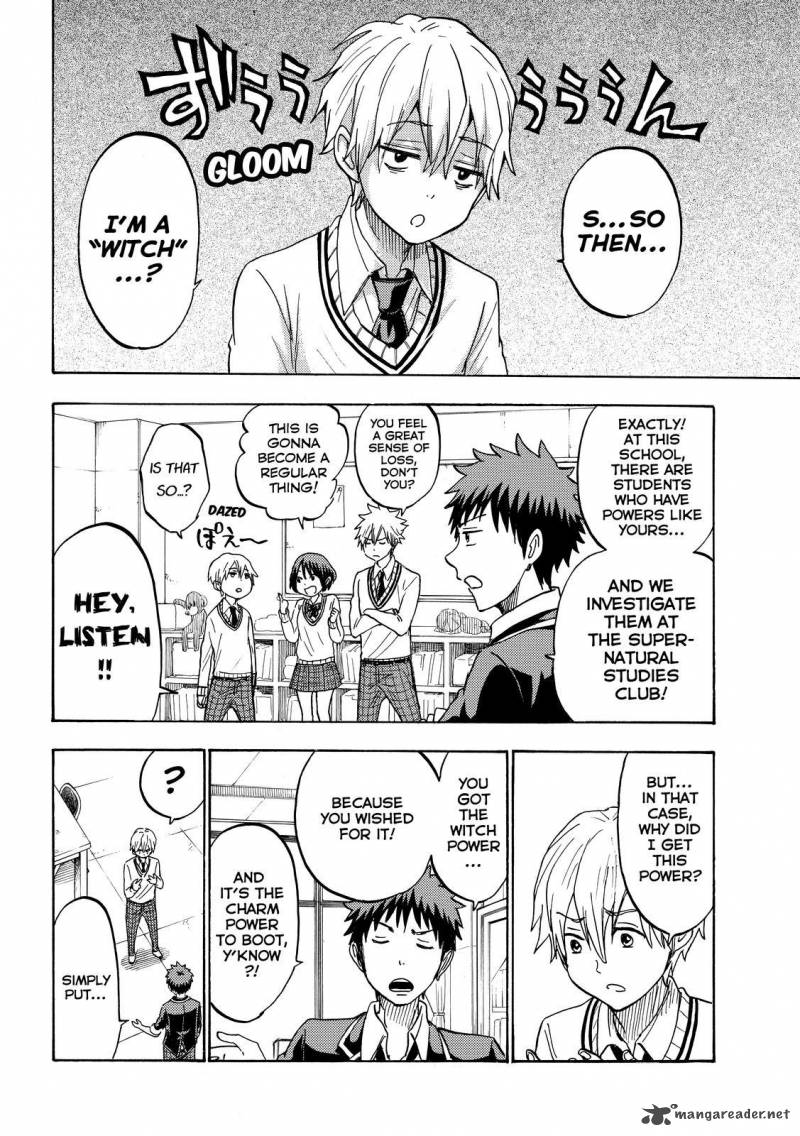 ずううう
うううん
GLOOM
S...SO
THEN...
I'M A
"WITCH"
...?
EXACTLY!
AT THIS
SCHOOL,
THERE ARE
STUDENTS
WHO HAVE
POWERS LIKE
YOURS...
AND WE
INVESTIGATE
THEM AT
THE SUPER-
NATURAL
STUDIES
CLUB!
YOU FEEL
A GREAT
SENSE OF
LOSS,
DON'T
YOU?
THIS IS
GONNA
BECOME A
REGULAR
THING!
IS THAT
SO...?
DAZED
ぽえ~
HEY,
LISTEN
!!
BUT...
IN THAT
CASE,
WHY DID
I GET
THIS
POWER?
YOU
GOT
THE
WITCH
POWER
...
BECAUSE
YOU WISHED
FOR IT!
AND
IT'S THE
CHARM
POWER
TO BOOT,
Y'KNOW
?!
?
SIMPLY
PUT...
mangareader.net